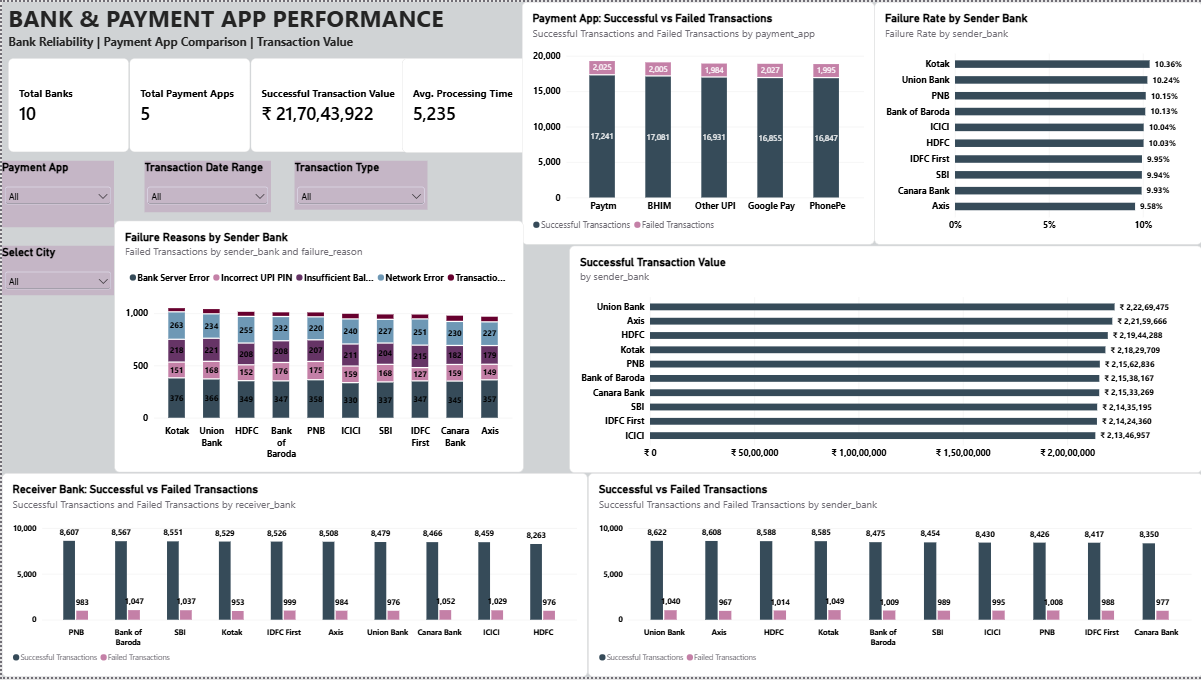 BANK & PAYMENT APP PERFORMANCE
Bank Reliability | Payment App Comparison | Transaction Value
Total Banks
10
Total Payment Apps
5
Successful Transaction Value
₹ 21,70,43,922
Avg. Processing Time
5,235
Payment App
All
Transaction Date Range
All
Transaction Type
All
Select City
All
Payment App: Successful vs Failed Transactions
Successful Transactions and Failed Transactions by payment_app
20,000
15,000
10,000
5,000
0
2,025 2,005 1,984 2,027 1,995
17,241 17,081 16,931 16,855 16,847
Paytm BHIM Other UPI Google Pay PhonePe
Successful Transactions Failed Transactions
Failure Rate by Sender Bank
Failure Rate by sender_bank
Kotak 10.36%
Union Bank 10.24%
PNB 10.15%
Bank of Baroda 10.13%
ICICI 10.04%
HDFC 10.03%
IDFC First 9.95%
SBI 9.94%
Canara Bank 9.93%
Axis 9.58%
0% 5% 10%
Failure Reasons by Sender Bank
Failed Transactions by sender_bank and failure_reason
Bank Server Error Incorrect UPI PIN Insufficient Bal... Network Error Transactio...
1,000
500
0
263 234 255 232 220 240 227 251 230 227
218 221 208 208 207 211 204 215 182 179
151 168 152 176 175 159 168 127 159 149
376 366 349 347 358 330 337 347 345 357
Kotak Union Bank HDFC Bank of Baroda PNB ICICI SBI IDFC First Canara Bank Axis
Successful Transaction Value
by sender_bank
Union Bank ₹ 2,22,69,475
Axis ₹ 2,21,59,666
HDFC ₹ 2,19,44,288
Kotak ₹ 2,18,29,709
PNB ₹ 2,15,62,836
Bank of Baroda ₹ 2,15,38,167
Canara Bank ₹ 2,15,33,269
SBI ₹ 2,14,35,195
IDFC First ₹ 2,14,24,360
ICICI ₹ 2,13,46,957
₹ 0 ₹ 50,00,000 ₹ 1,00,00,000 ₹ 1,50,00,000 ₹ 2,00,00,000
Receiver Bank: Successful vs Failed Transactions
Successful Transactions and Failed Transactions by receiver_bank
10,000
5,000
0
8,607 8,567 8,551 8,529 8,526 8,508 8,479 8,466 8,459 8,263
983 1,047 1,037 953 999 984 976 1,052 1,029 976
PNB Bank of Baroda SBI Kotak IDFC First Axis Union Bank Canara Bank ICICI HDFC
Successful Transactions Failed Transactions
Successful vs Failed Transactions
Successful Transactions and Failed Transactions by sender_bank
10,000
5,000
0
8,622 8,608 8,588 8,585 8,475 8,454 8,430 8,426 8,417 8,350
1,040 967 1,014 1,049 1,009 989 995 1,008 988 977
Union Bank Axis HDFC Kotak Bank of Baroda SBI ICICI PNB IDFC First Canara Bank
Successful Transactions Failed Transactions